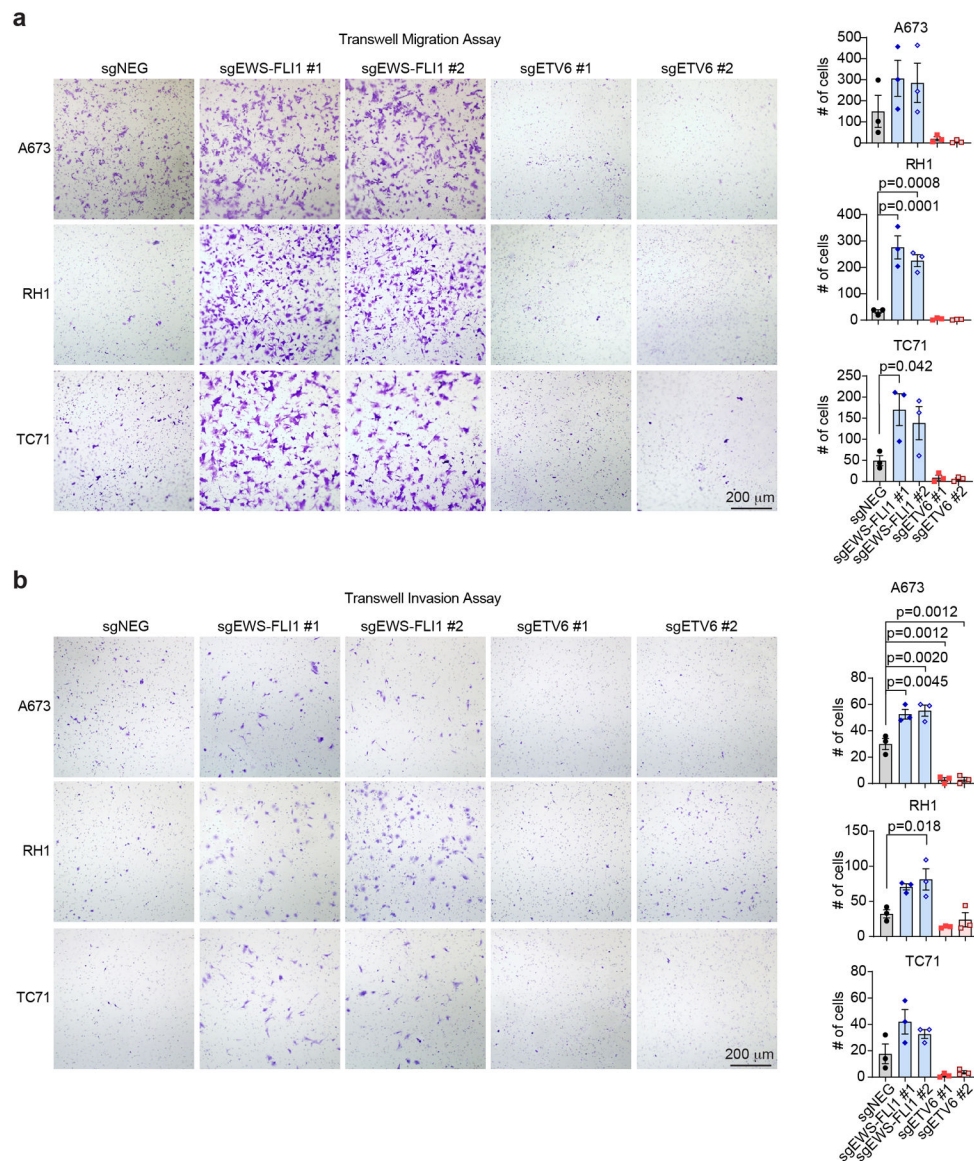 a
Transwell Migration Assay
sgNEG sgEWS-FLI1 #1 sgEWS-FLI1 #2 sgETV6 #1 sgETV6 #2
A673
RH1
TC71
200 μm
A673
# of cells
500
400
300
200
100
0
RH1
p=0.0008
p=0.0001
# of cells
400
300
200
100
0
TC71
p=0.042
# of cells
250
200
150
100
50
0
sgNEG
sgEWS-FLI1 #1
sgEWS-FLI1 #2
sgETV6 #1
sgETV6 #2
b
Transwell Invasion Assay
sgNEG sgEWS-FLI1 #1 sgEWS-FLI1 #2 sgETV6 #1 sgETV6 #2
A673
RH1
TC71
200 μm
A673
p=0.0012
p=0.0012
p=0.0020
p=0.0045
# of cells
60
40
20
0
80
RH1
p=0.018
# of cells
150
100
50
0
TC71
# of cells
60
40
20
0
sgNEG
sgEWS-FLI1 #1
sgEWS-FLI1 #2
sgETV6 #1
sgETV6 #2